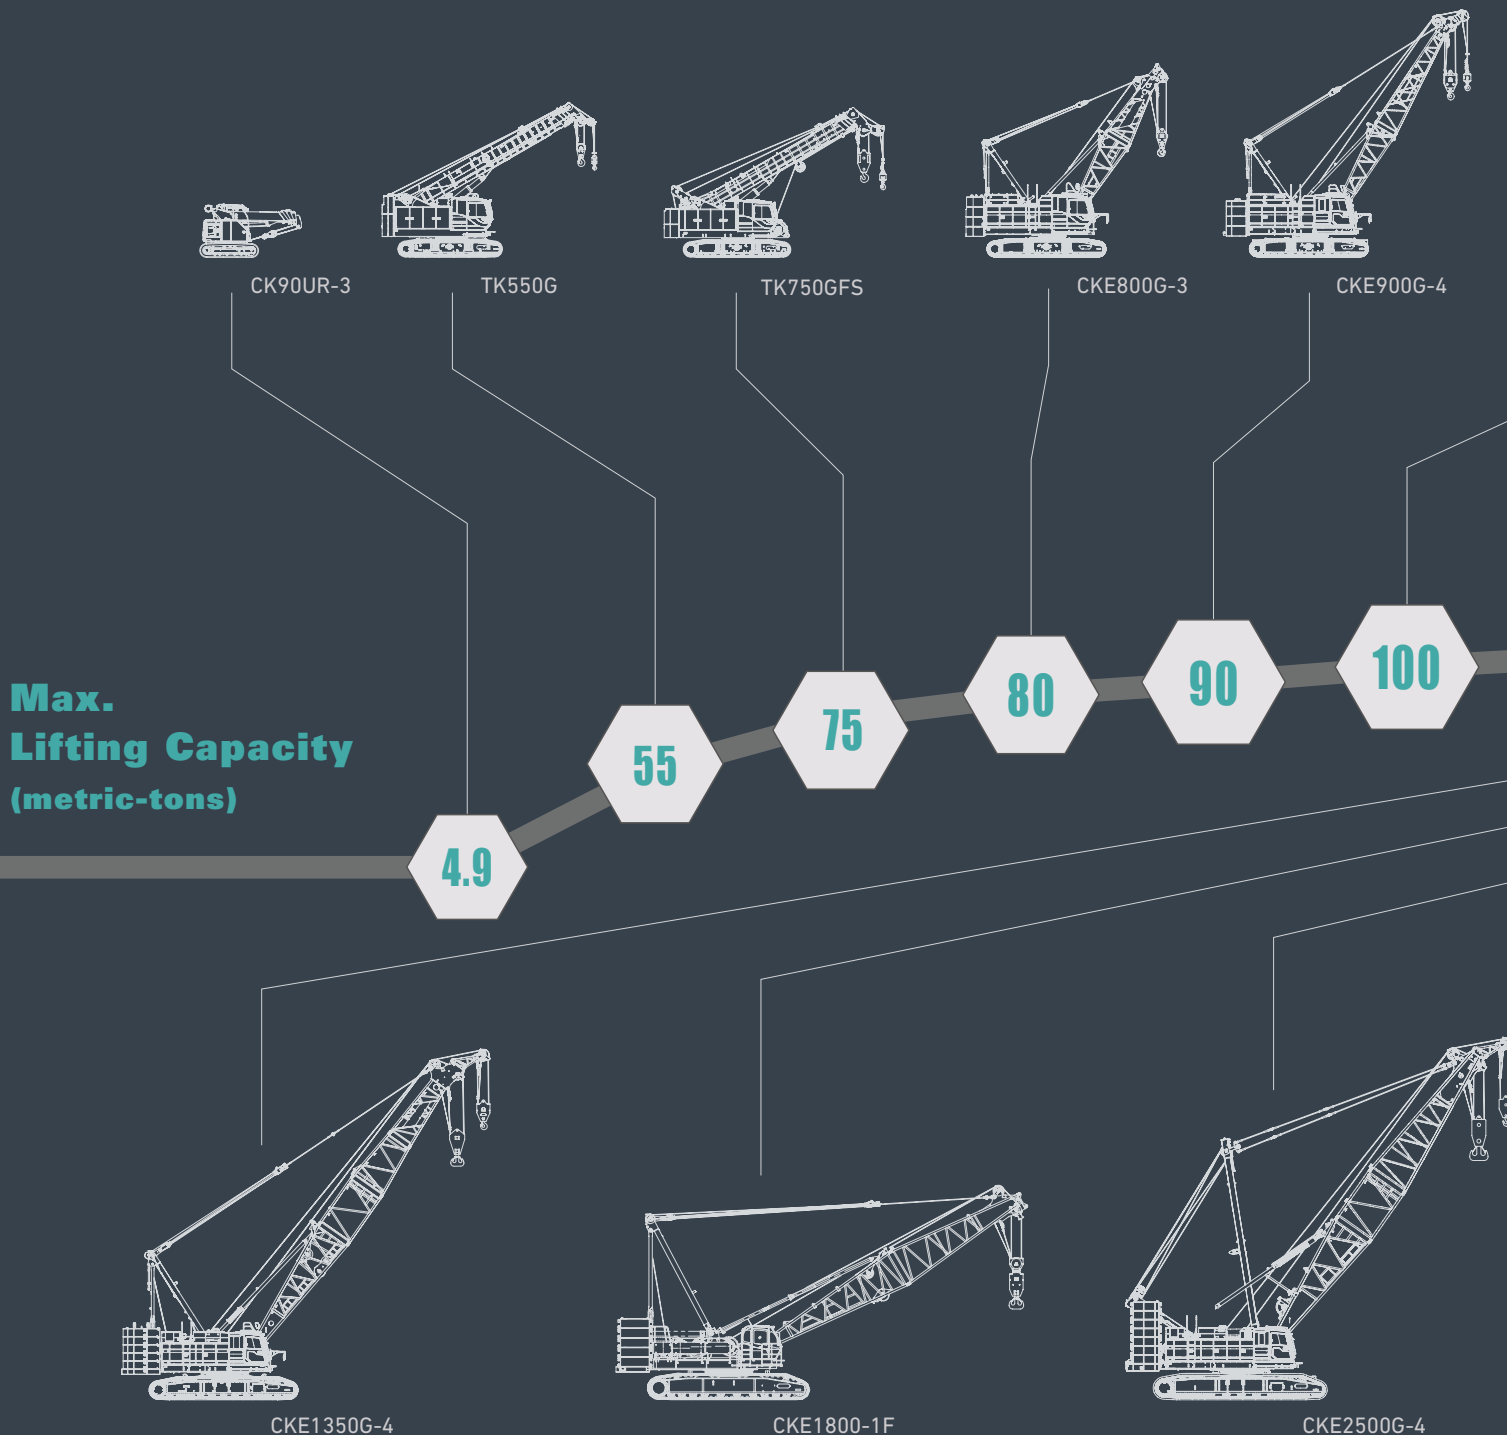 CK90UR-3
TK550G
TK750GFS
CKE800G-3
CKE900G-4
Max.
Lifting Capacity
(metric-tons)
4.9
55
75
80
90
100
CKE1350G-4
CKE1800-1F
CKE2500G-4